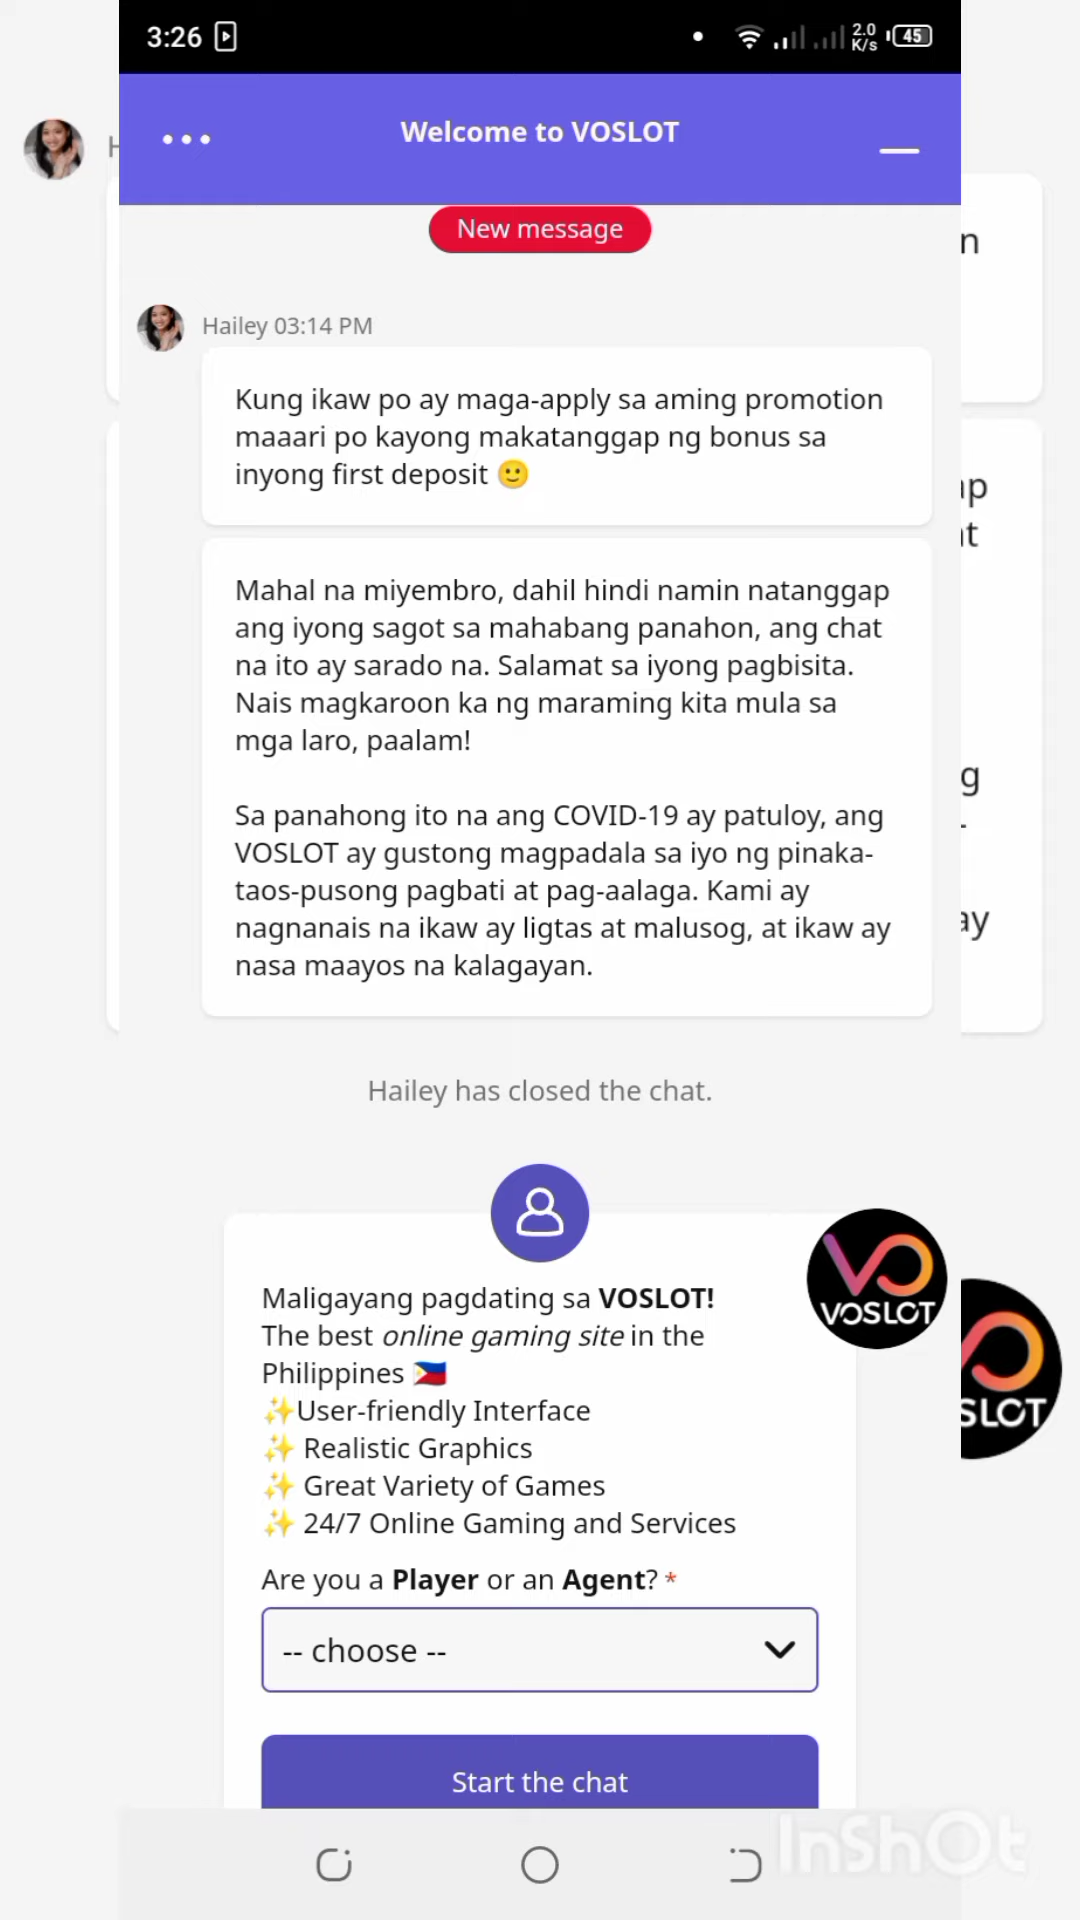 3:26
2.0
K/s
45
Welcome to VOSLOT
New message
Hailey 03:14 PM
Kung ikaw po ay maga-apply sa aming promotion
maaari po kayong makatanggap ng bonus sa
inyong first deposit 🙂
Mahal na miyembro, dahil hindi namin natanggap
ang iyong sagot sa mahabang panahon, ang chat
na ito ay sarado na. Salamat sa iyong pagbisita.
Nais magkaroon ka ng maraming kita mula sa
mga laro, paalam!
Sa panahong ito na ang COVID-19 ay patuloy, ang
VOSLOT ay gustong magpadala sa iyo ng pinaka-
taos-pusong pagbati at pag-aalaga. Kami ay
nagnanais na ikaw ay ligtas at malusog, at ikaw ay
nasa maayos na kalagayan.
Hailey has closed the chat.
VOSLOT
SLOT
Maligayang pagdating sa VOSLOT!
The best online gaming site in the
Philippines 🇵🇭
✨User-friendly Interface
✨ Realistic Graphics
✨ Great Variety of Games
✨ 24/7 Online Gaming and Services
Are you a Player or an Agent? *
-- choose --
Start the chat
InShOt